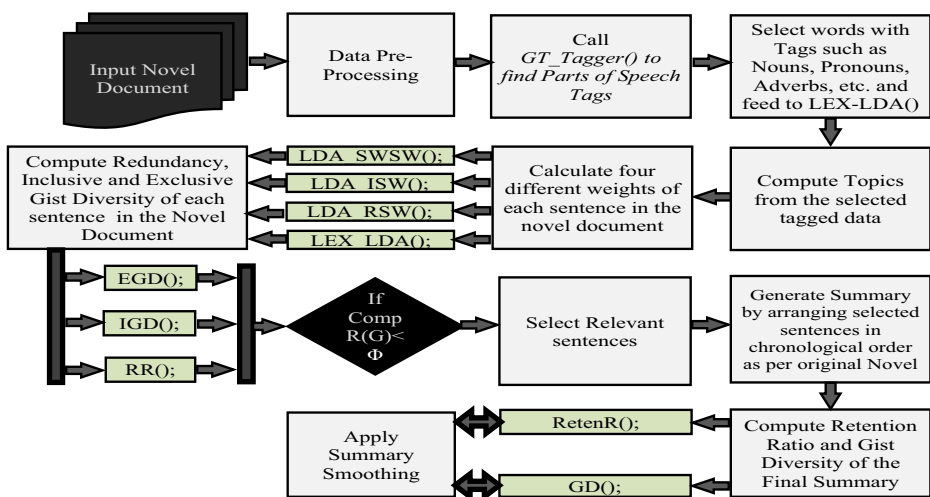 Input Novel
Document
Data Pre-
Processing
Call
GT_Tagger() to
find Parts of Speech
Tags
Select words with
Tags such as
Nouns, Pronouns,
Adverbs, etc. and
feed to LEX-LDA()
Compute Topics
from the selected
tagged data
Calculate four
different weights of
each sentence in the
novel document
LDA_SWSW();
LDA_ISW();
LDA_RSW();
LEX_LDA();
Compute Redundancy,
Inclusive and Exclusive
Gist Diversity of each
sentence in the Novel
Document
EGD();
IGD();
RR();
If
Comp
R(G)<
Φ
Select Relevant
sentences
Generate Summary
by arranging selected
sentences in
chronological order
as per original Novel
Compute Retention
Ratio and Gist
Diversity of the
Final Summary
RetenR();
GD();
Apply
Summary
Smoothing